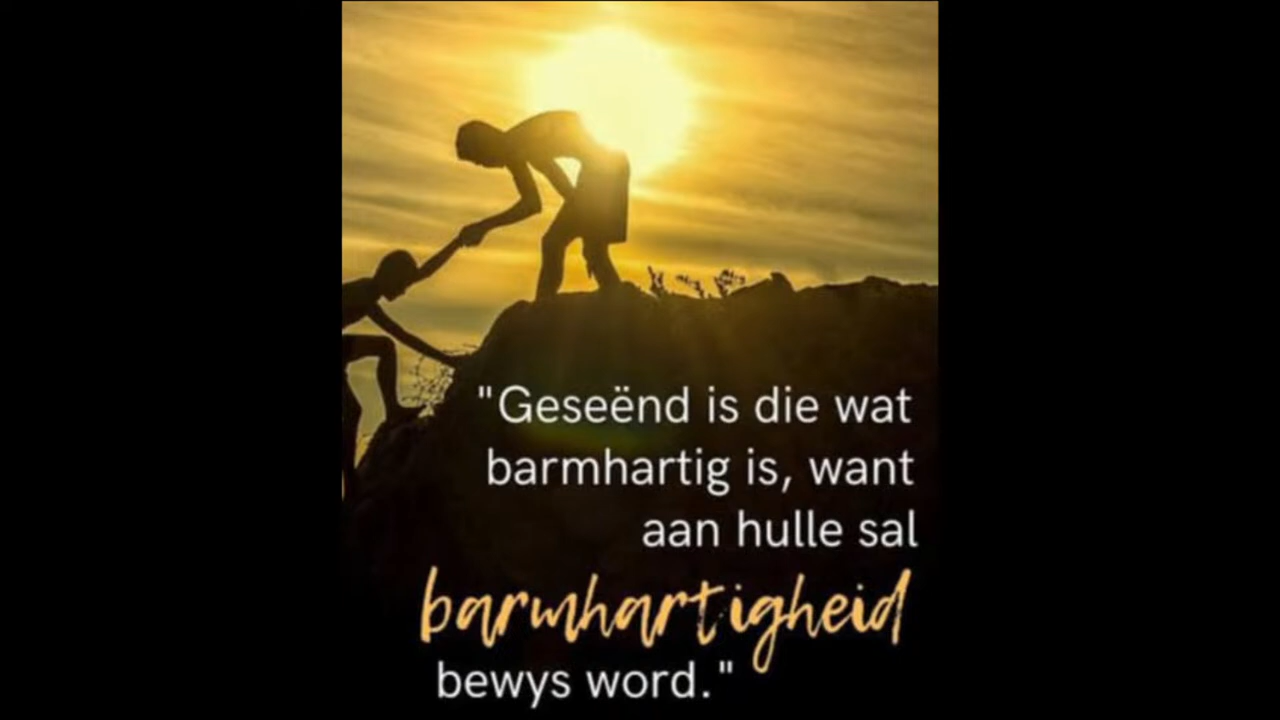 "Geseënd is die wat
barmhartig is, want
aan hulle sal
barmhartigheid
bewys word."